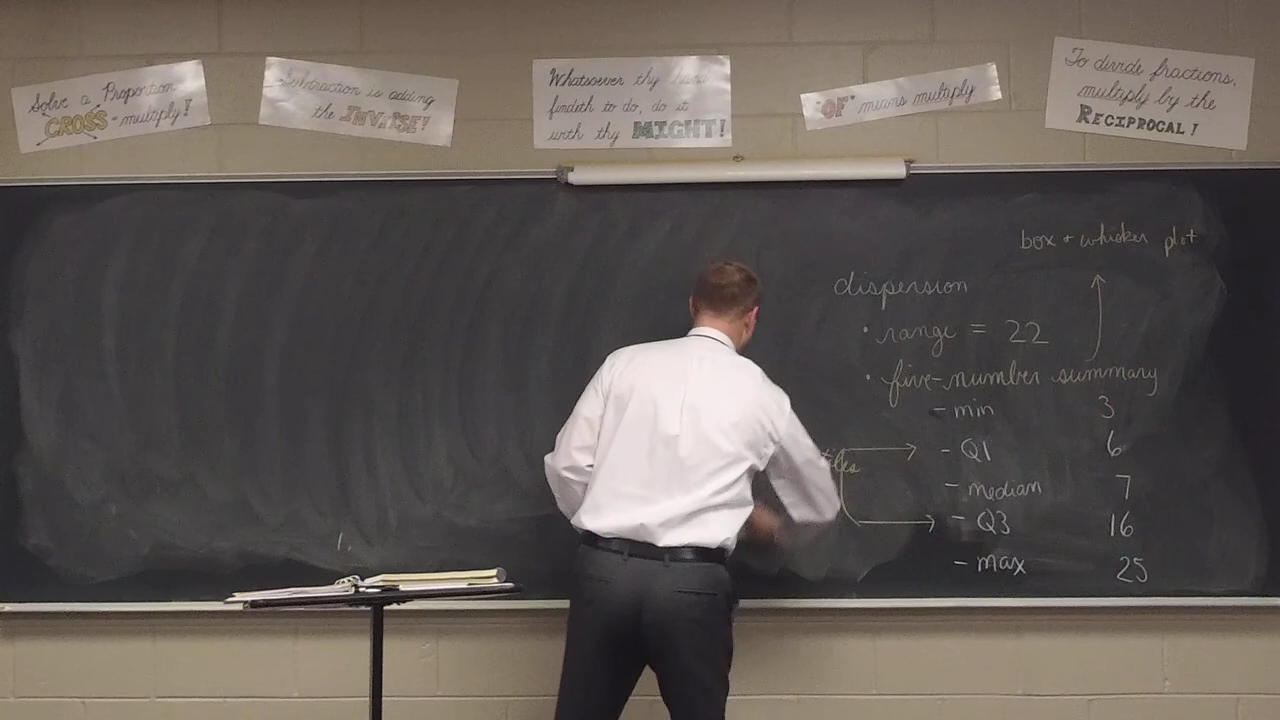 Solve a Proportion
"CROSS"-multiply!
Subtraction is adding
the INVERSE!
Whatsoever thy hand
findeth to do, do it
with thy MIGHT!
"OF" means multiply
To divide fractions,
multiply by the
RECIPROCAL!
box + whisker plot
dispersion
• range = 22
• five-number summary
- min 3
- Q1 6
- median 7
- Q3 16
- max 25
1.